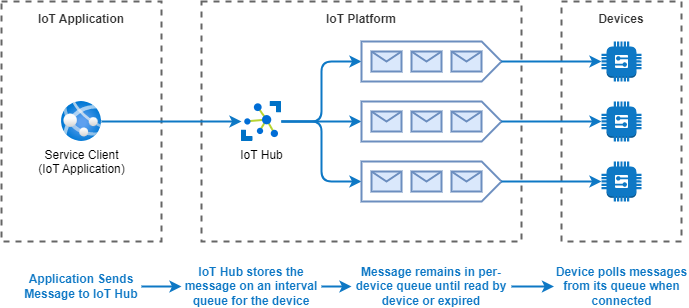 IoT Application
IoT Platform
Devices
Service Client
(IoT Application)
IoT Hub
Application Sends
Message to IoT Hub
IoT Hub stores the
message on an interval
queue for the device
Message remains in per-
device queue until read by
device or expired
Device polls messages
from its queue when
connected